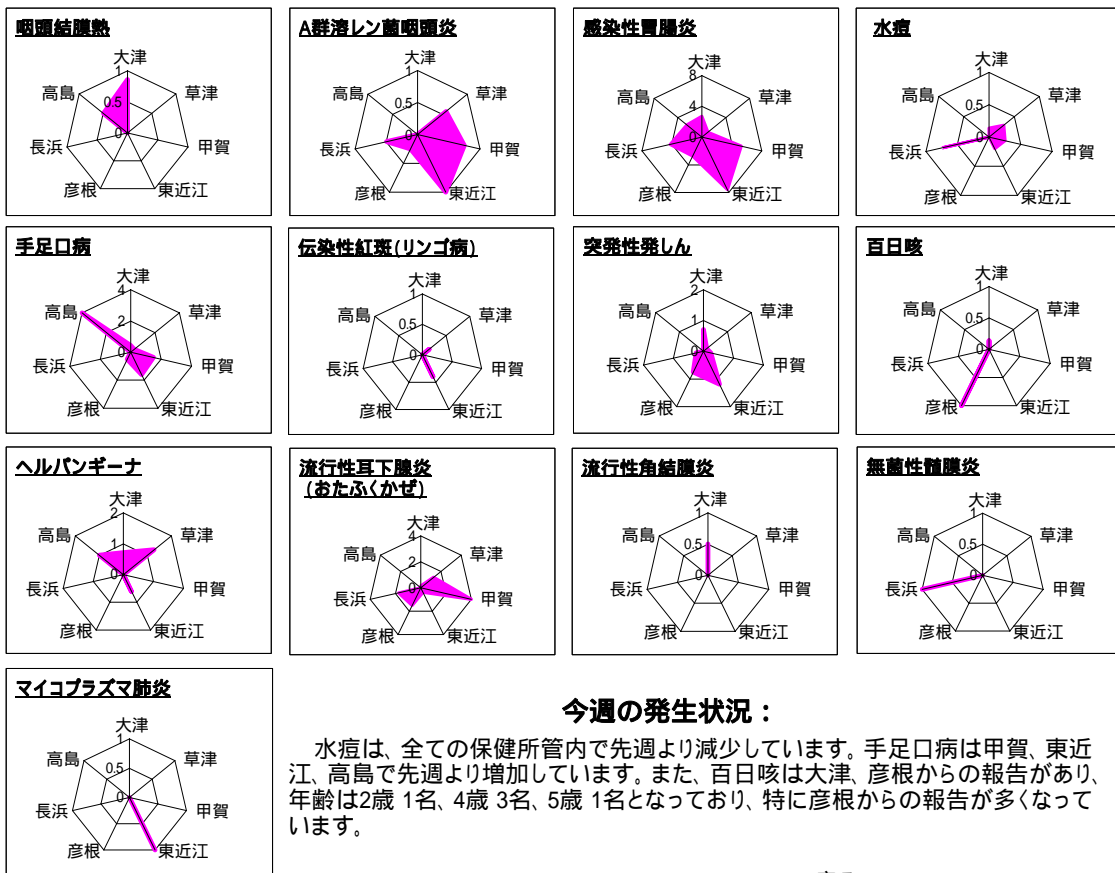 咽頭結膜熱
大津
1
高島
草津
0.5
0
長浜
甲賀
彦根
東近江
A群溶レン菌咽頭炎
大津
1
高島
草津
0.5
0
長浜
甲賀
彦根
東近江
感染性胃腸炎
大津
8
高島
草津
4
0
長浜
甲賀
彦根
東近江
水痘
大津
1
高島
草津
0.5
0
長浜
甲賀
彦根
東近江
手足口病
大津
4
高島
草津
2
0
長浜
甲賀
彦根
東近江
伝染性紅斑(リンゴ病)
大津
1
高島
草津
0.5
0
長浜
甲賀
彦根
東近江
突発性発しん
大津
2
高島
草津
1
0
長浜
甲賀
彦根
東近江
百日咳
大津
1
高島
草津
0.5
0
長浜
甲賀
彦根
東近江
ヘルパンギーナ
大津
2
高島
草津
1
0
長浜
甲賀
彦根
東近江
流行性耳下腺炎
(おたふくかぜ)
大津
4
高島
草津
2
0
長浜
甲賀
彦根
東近江
流行性角結膜炎
大津
1
高島
草津
0.5
0
長浜
甲賀
彦根
東近江
無菌性髄膜炎
大津
1
高島
草津
0.5
0
長浜
甲賀
彦根
東近江
マイコプラズマ肺炎
大津
1
高島
草津
0.5
0
長浜
甲賀
彦根
東近江
今週の発生状況：
水痘は、全ての保健所管内で先週より減少しています。手足口病は甲賀、東近
江、高島で先週より増加しています。また、百日咳は大津、彦根からの報告があり、
年齢は2歳 1名、4歳 3名、5歳 1名となっており、特に彦根からの報告が多くなって
います。